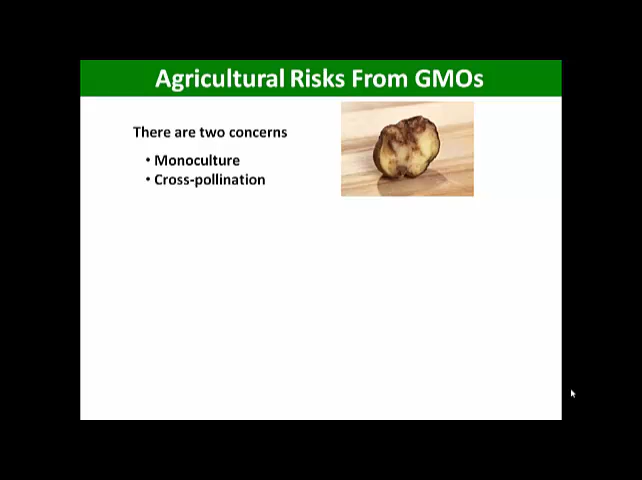 Agricultural Risks From GMOs
There are two concerns
• Monoculture
• Cross-pollination